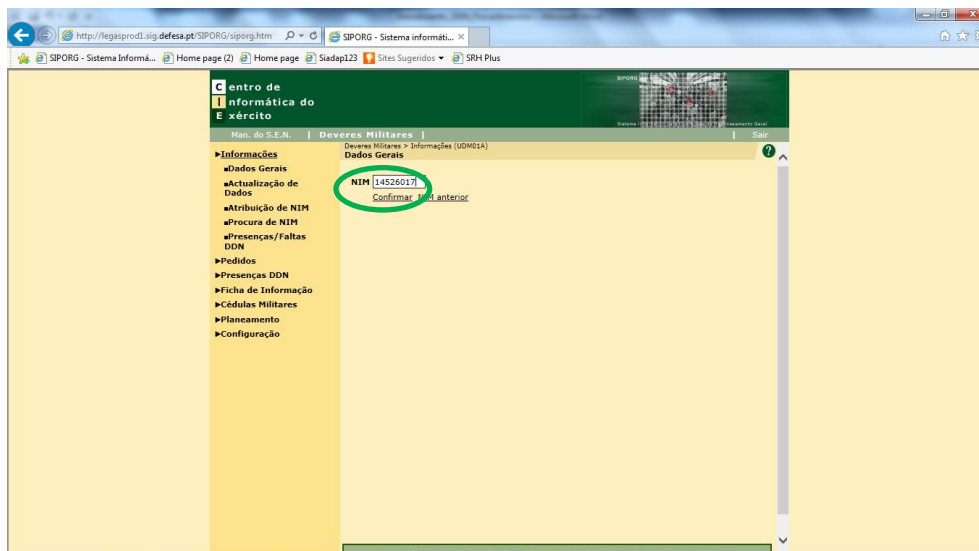 http://legasprod1.sig.defesa.pt/SIPORG/siporg.htm
SIPORG - Sistema informáti...
SIPORG - Sistema Informá...
Home page (2)
Home page
Siadap123
Sites Sugeridos
SRH Plus
Centro de
Informática do
Exército
SIPORG
Man. do S.E.N. | Deveres Militares | | Sair
Deveres Militares > Informações (UDM01A)
Dados Gerais
Informações
Dados Gerais
Actualização de
Dados
Atribuição de NIM
Procura de NIM
Presenças/Faltas
DDN
Pedidos
Presenças DDN
Ficha de Informação
Cédulas Militares
Planeamento
Configuração
NIM 14526017
Confirmar NIM anterior